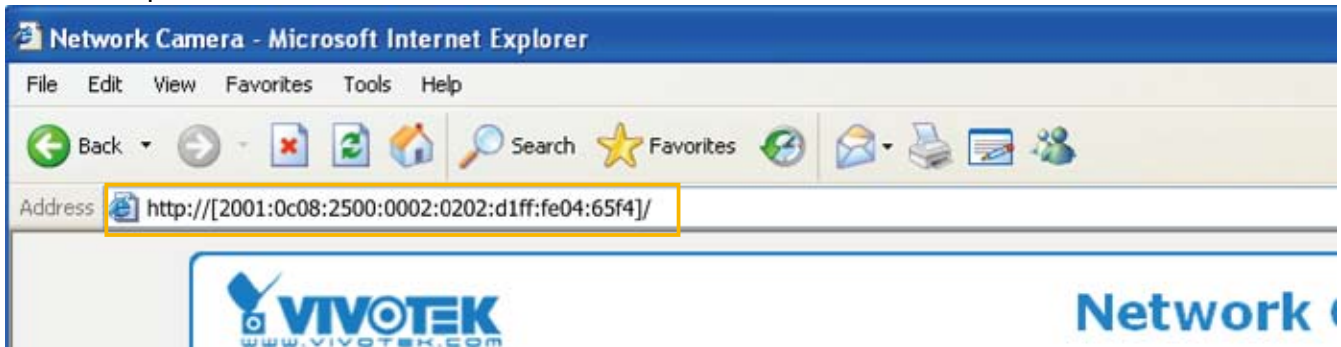 Network Camera - Microsoft Internet Explorer
File Edit View Favorites Tools Help
Back Search Favorites
Address http://[2001:0c08:2500:0002:0202:d1ff:fe04:65f4]/
VIVOTEK Network
www.vivotek.com